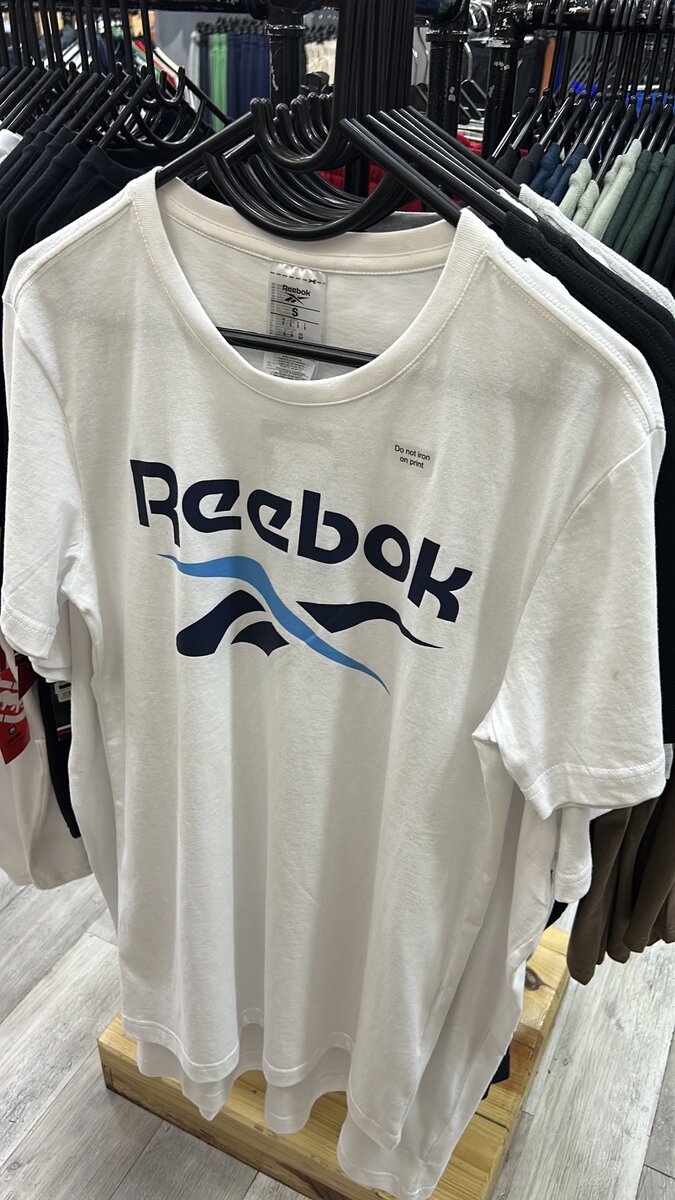 Reebok
S
Do not iron
on print
Reebok